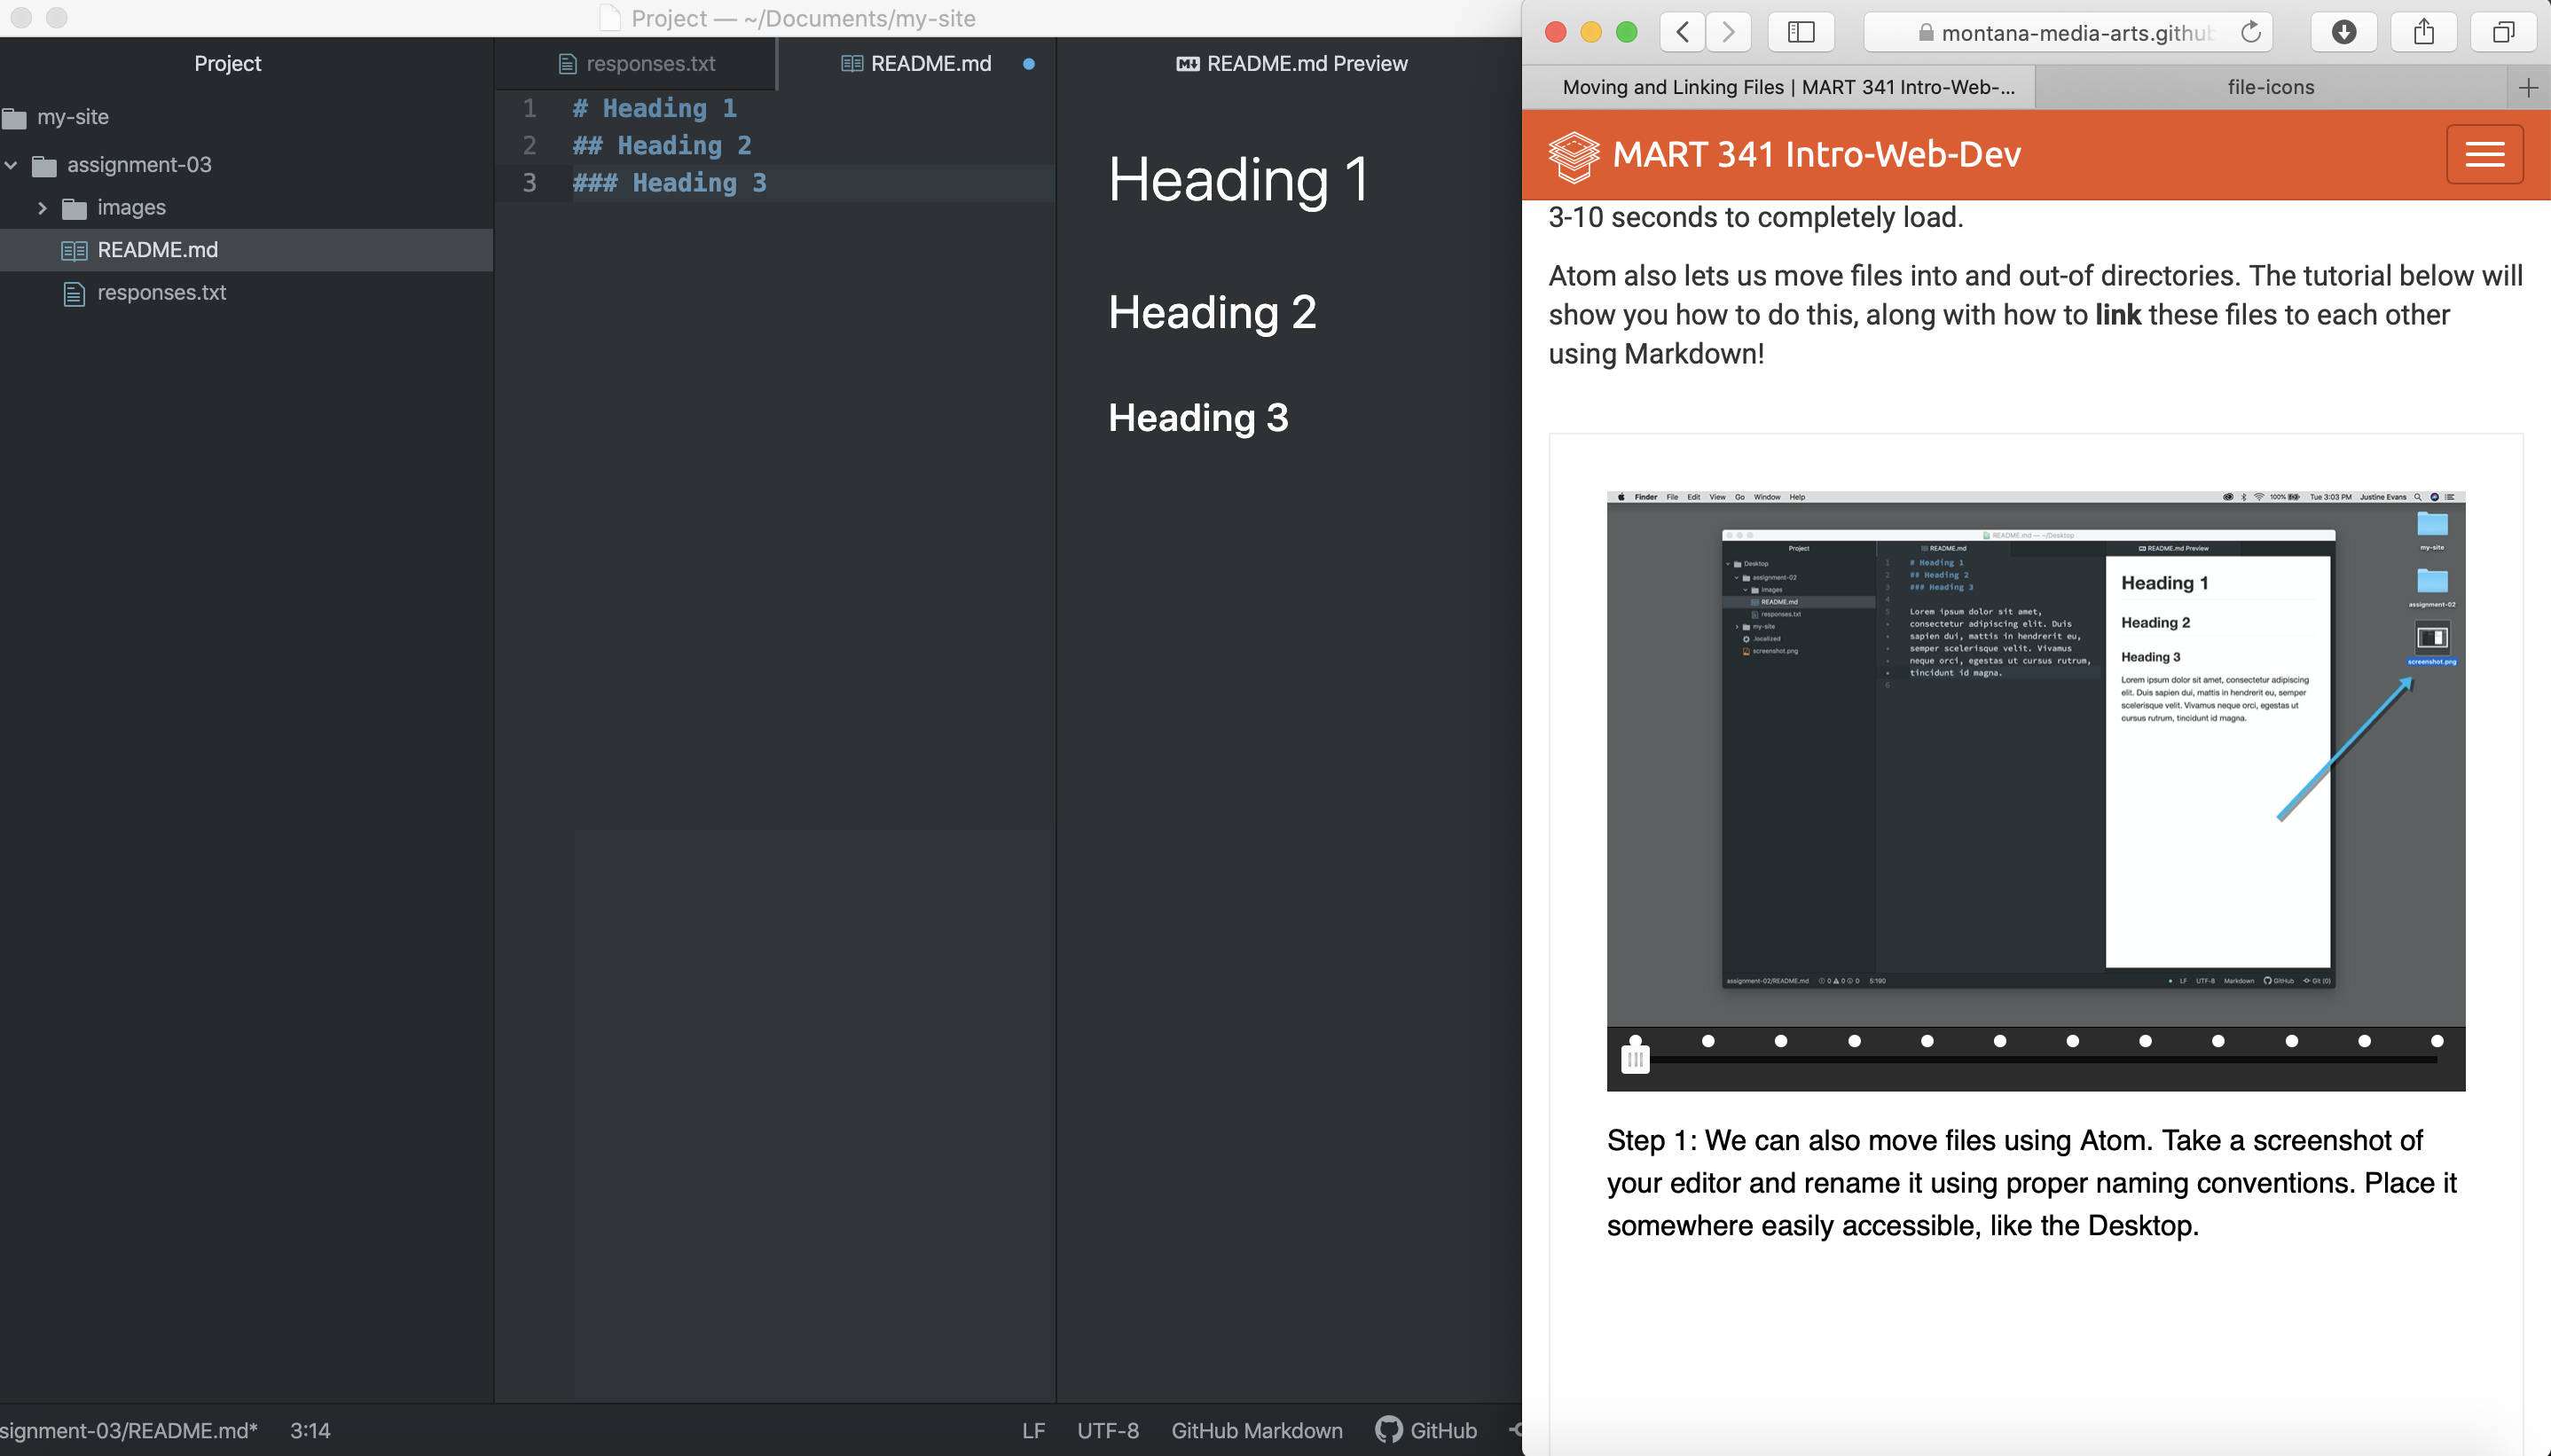 Project — ~/Documents/my-site
Project
my-site
assignment-03
images
README.md
responses.txt
responses.txt
README.md
README.md Preview
1 # Heading 1
2 ## Heading 2
3 ### Heading 3
Heading 1
Heading 2
Heading 3
signment-03/README.md* 3:14
LF UTF-8 GitHub Markdown GitHub
montana-media-arts.github
Moving and Linking Files | MART 341 Intro-Web-...
file-icons
MART 341 Intro-Web-Dev
3-10 seconds to completely load.
Atom also lets us move files into and out-of directories. The tutorial below will
show you how to do this, along with how to link these files to each other
using Markdown!
Finder File Edit View Go Window Help
100% Tue 3:03 PM Justine Evans
my-site
assignment-02
screenshot.png
README.md — ~/Desktop
Project
README.md
README.md Preview
Desktop
assignment-02
images
README.md
responses.txt
my-site
.localized
screenshot.png
1 # Heading 1
2 ## Heading 2
3 ### Heading 3
4
5 Lorem ipsum dolor sit amet,
consectetur adipiscing elit. Duis
sapien dui, mattis in hendrerit eu,
semper scelerisque velit. Vivamus
neque orci, egestas ut cursus rutrum,
tincidunt id magna.
6
Heading 1
Heading 2
Heading 3
Lorem ipsum dolor sit amet, consectetur adipiscing
elit. Duis sapien dui, mattis in hendrerit eu, semper
scelerisque velit. Vivamus neque orci, egestas ut
cursus rutrum, tincidunt id magna.
assignment-02/README.md 0 0 0 5:190
LF UTF-8 Markdown GitHub Git (0)
Step 1: We can also move files using Atom. Take a screenshot of
your editor and rename it using proper naming conventions. Place it
somewhere easily accessible, like the Desktop.